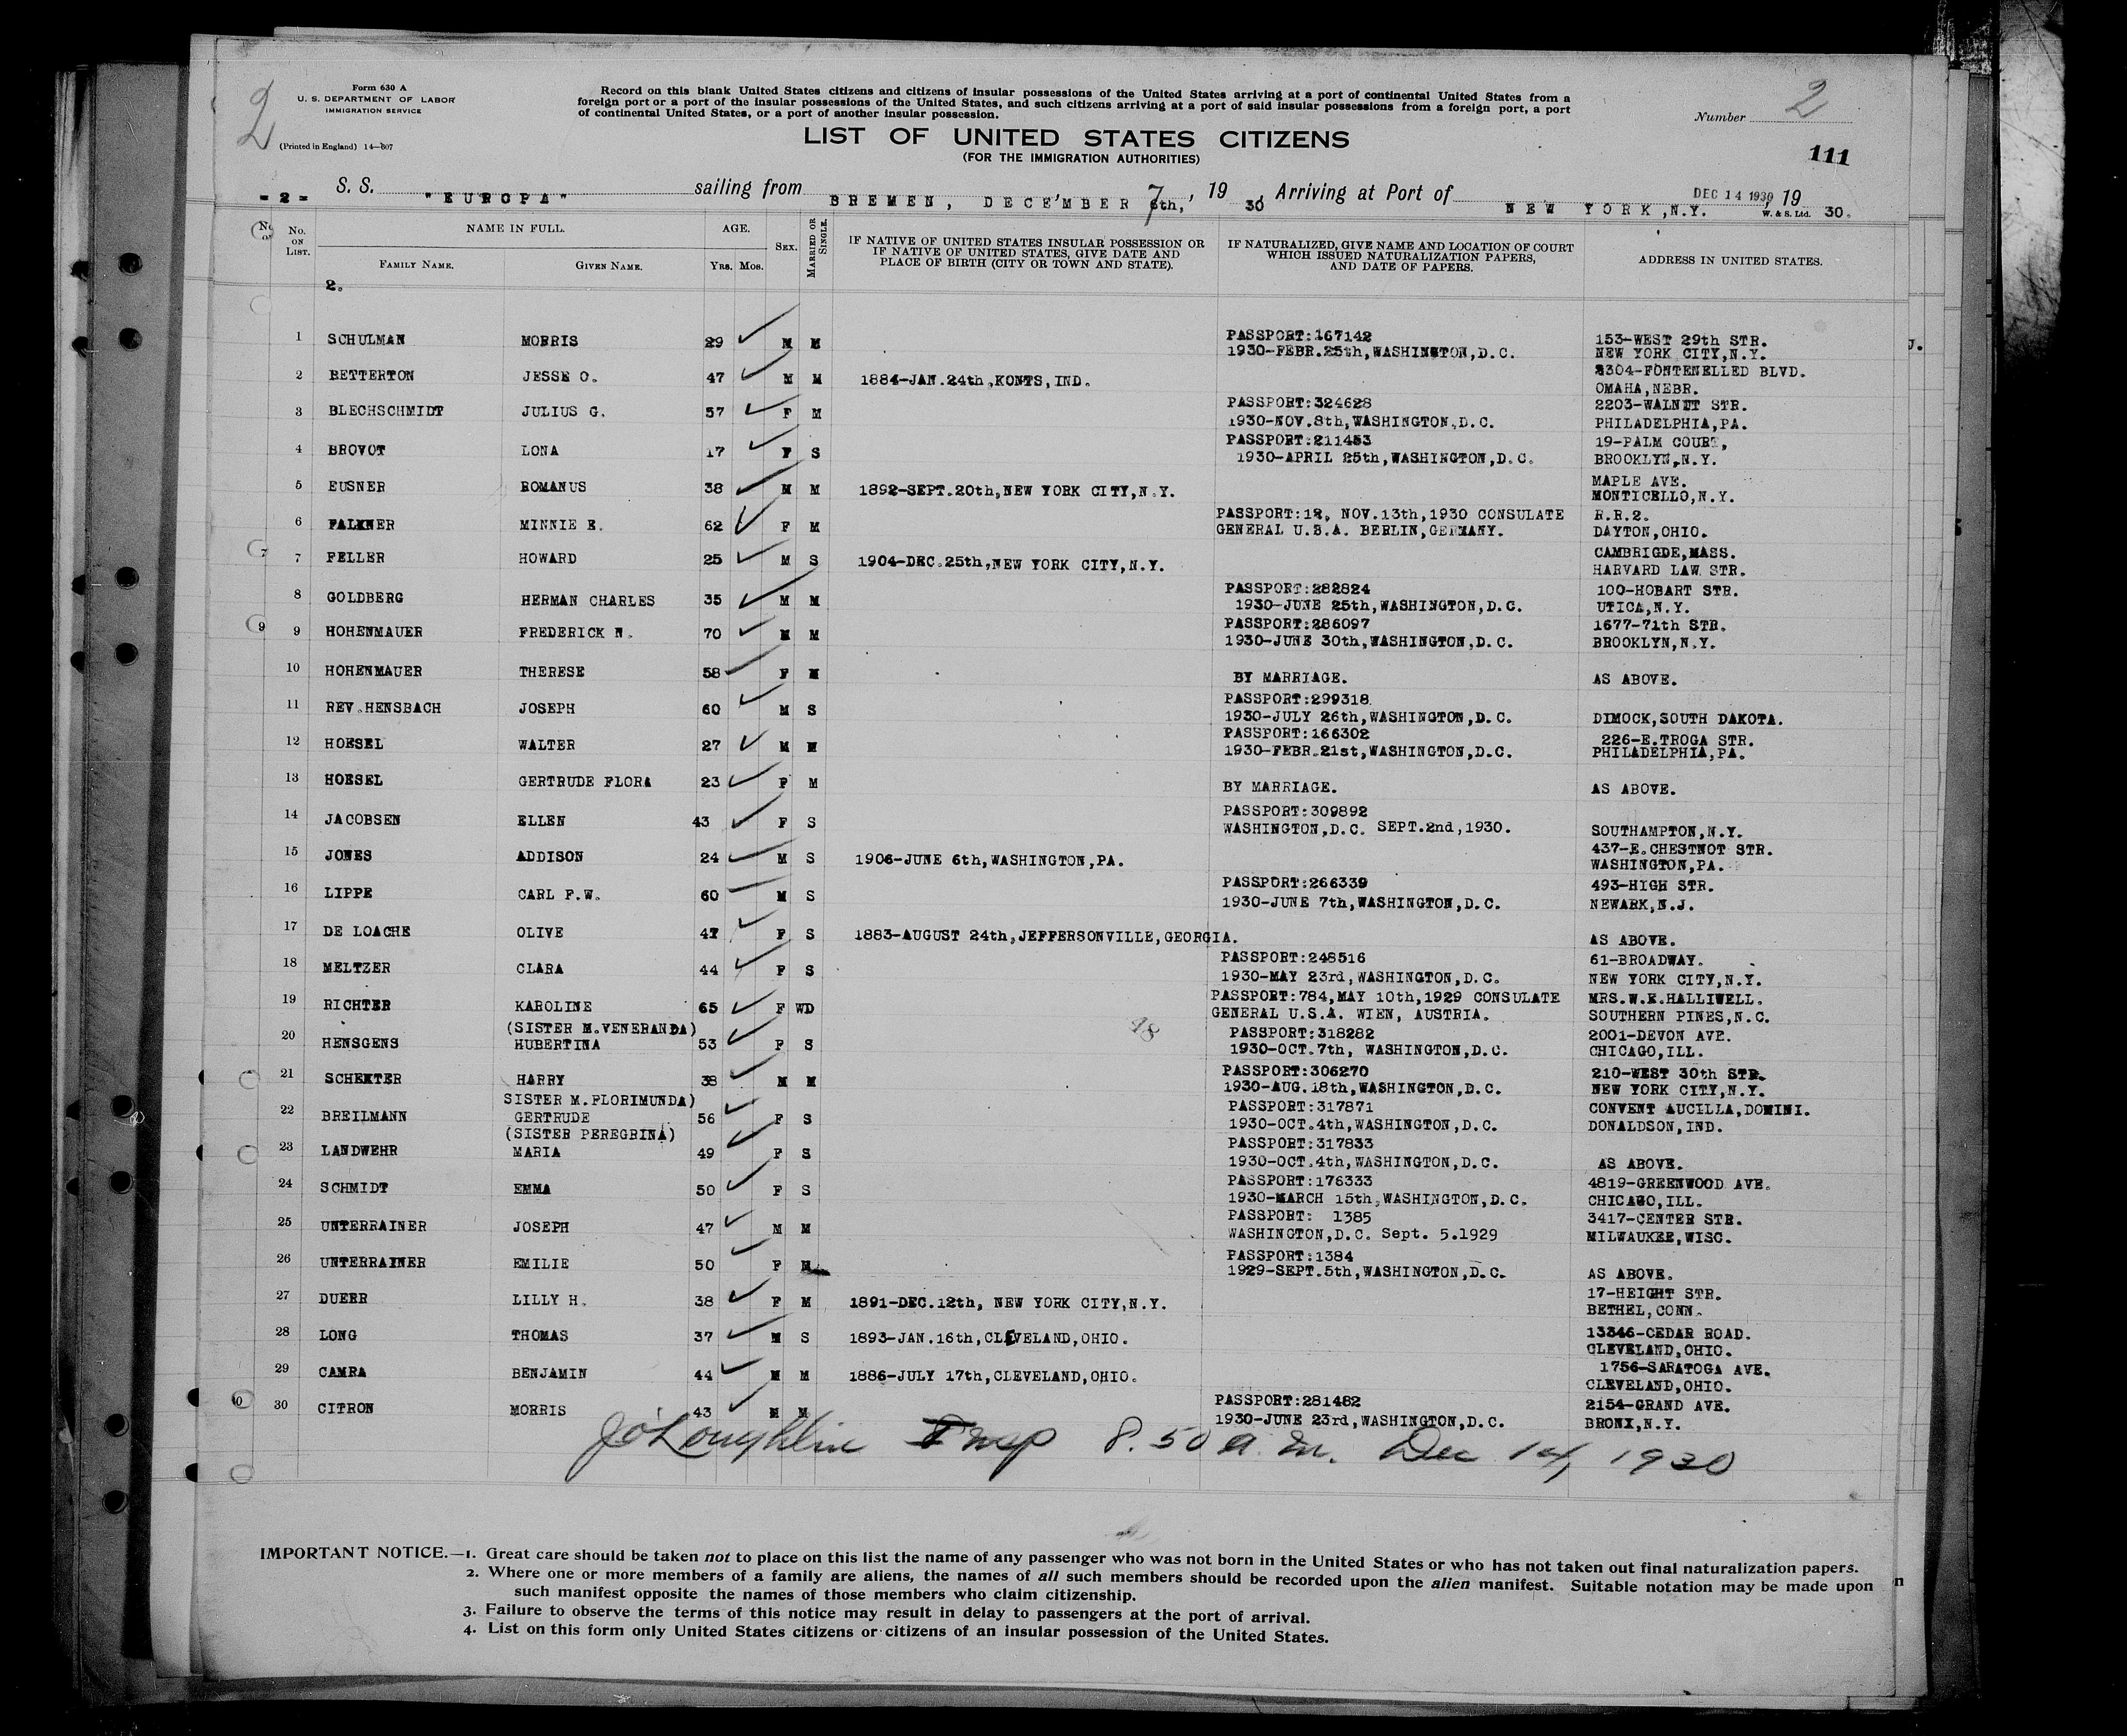 2
Form 630 A
U. S. DEPARTMENT OF LABOR
IMMIGRATION SERVICE
(Printed in England) 14—607
Record on this blank United States citizens and citizens of insular possessions of the United States arriving at a port of continental United States from a
foreign port or a port of the insular possessions of the United States, and such citizens arriving at a port of said insular possessions from a foreign port, a port
of continental United States, or a port of another insular possession.
LIST OF UNITED STATES CITIZENS
(FOR THE IMMIGRATION AUTHORITIES)
Number 2
111
- 2 - S. S. "EUROPA" sailing from BREMEN, DECEMBER 7th, 19 30 Arriving at Port of NEW YORK, N.Y. DEC 14 1930, 19 30.
W. & S. Ltd.
No. ON LIST. NAME IN FULL. AGE. SEX. MARRIED OR SINGLE. IF NATIVE OF UNITED STATES INSULAR POSSESSION OR IF NATIVE OF UNITED STATES, GIVE DATE AND PLACE OF BIRTH (CITY OR TOWN AND STATE). IF NATURALIZED, GIVE NAME AND LOCATION OF COURT WHICH ISSUED NATURALIZATION PAPERS, AND DATE OF PAPERS. ADDRESS IN UNITED STATES.
FAMILY NAME. GIVEN NAME. Yrs. Mos.
2.
1 SCHULMAN MORRIS 29 M M PASSPORT:167142 153-WEST 29th STR.
1930-FEBR.25th,WASHINGTON,D.C. NEW YORK CITY,N.Y.
2 BETTERTON JESSE O. 47 M M 1884-JAN.24th,KONTS,IND. 3304-FONTENELLED BLVD.
OMAHA,NEBR.
3 BLECHSCHMIDT JULIUS G. 57 F M PASSPORT:324628 2203-WALNUT STR.
1930-NOV.8th,WASHINGTON,D.C. PHILADELPHIA,PA.
4 BROVOT LONA 17 F S PASSPORT:211453 19-PALM COURT,
1930-APRIL 25th,WASHINGTON,D.C. BROOKLYN,N.Y.
5 EUSNER ROMANUS 38 M M 1892-SEPT.20th,NEW YORK CITY,N.Y. MAPLE AVE.
MONTICELLO,N.Y.
6 FALKNER MINNIE E. 62 F M PASSPORT:12, NOV.13th,1930 CONSULATE R.R.2.
GENERAL U.S.A. BERLIN,GERMANY. DAYTON,OHIO.
7 7 FELLER HOWARD 25 M S 1904-DEC.25th,NEW YORK CITY,N.Y. CAMBRIGDE,MASS.
HARVARD LAW STR.
8 GOLDBERG HERMAN CHARLES 35 M M PASSPORT:282824 100-HOBART STR.
1930-JUNE 25th,WASHINGTON,D.C. UTICA,N.Y.
9 9 HOHENMAUER FREDERICK N. 70 M M PASSPORT:286097 1677-71th STR.
1930-JUNE 30th,WASHINGTON,D.C. BROOKLYN,N.Y.
10 HOHENMAUER THERESE 58 F M BY MARRIAGE. AS ABOVE.
11 REV.HENSBACH JOSEPH 60 M S PASSPORT:299318
1930-JULY 26th,WASHINGTON,D.C. DIMOCK,SOUTH DAKOTA.
12 HOESEL WALTER 27 M M PASSPORT:166302 226-E.TROGA STR.
1930-FEBR.21st,WASHINGTON,D.C. PHILADELPHIA,PA.
13 HOESEL GERTRUDE FLORA 23 F M BY MARRIAGE. AS ABOVE.
14 JACOBSEN ELLEN 43 F S PASSPORT:309892
WASHINGTON,D.C. SEPT.2nd,1930. SOUTHAMPTON,N.Y.
15 JONES ADDISON 24 M S 1906-JUNE 6th,WASHINGTON,PA. 437-E.CHESTNOT STR.
WASHINGTON,PA.
16 LIPPE CARL F.W. 60 M S PASSPORT:266339 493-HIGH STR.
1930-JUNE 7th,WASHINGTON,D.C. NEWARK,N.J.
17 DE LOACHE OLIVE 47 F S 1883-AUGUST 24th,JEFFERSONVILLE,GEORGIA. AS ABOVE.
18 MELTZER CLARA 44 F S PASSPORT:248516 61-BROADWAY.
1930-MAY 23rd,WASHINGTON,D.C. NEW YORK CITY,N.Y.
19 RICHTER KAROLINE 65 F WD PASSPORT:784,MAY 10th,1929 CONSULATE MRS.W.E.HALLIWELL.
GENERAL U.S.A. WIEN, AUSTRIA. SOUTHERN PINES,N.C.
48
(SISTER M.VENERANDA)
20 HENSGENS HUBERTINA 53 F S PASSPORT:318282 2001-DEVON AVE.
1930-OCT.7th, WASHINGTON,D.C. CHICAGO,ILL.
21 SCHEKTER HARRY 38 M M PASSPORT:306270 210-WEST 30th STR.
1930-AUG.18th,WASHINGTON,D.C. NEW YORK CITY,N.Y.
SISTER M.FLORIMUNDA)
22 BREILMANN GERTRUDE 56 F S PASSPORT:317871 CONVENT AUCILLA,DOMINI.
1930-OCT.4th,WASHINGTON,D.C. DONALDSON,IND.
(SISTER PEREGRINA)
23 LANDWEHR MARIA 49 F S PASSPORT:317833
1930-OCT.4th,WASHINGTON,D.C. AS ABOVE.
24 SCHMIDT EMMA 50 F S PASSPORT:176333 4819-GREENWOOD AVE.
1930-MARCH 15th,WASHINGTON,D.C. CHICAGO,ILL.
25 UNTERRAINER JOSEPH 47 M M PASSPORT: 1385 3417-CENTER STR.
WASHINGTON,D.C. Sept. 5.1929 MILWAUKEE,WISC.
26 UNTERRAINER EMILIE 50 F M PASSPORT:1384
1929-SEPT.5th,WASHINGTON,D.C. AS ABOVE.
27 DUERR LILLY H. 38 F M 1891-DEC.12th, NEW YORK CITY,N.Y. 17-HEIGHT STR.
BETHEL,CONN.
28 LONG THOMAS 37 M S 1893-JAN.16th,CLEVELAND,OHIO. 13346-CEDAR ROAD.
CLEVELAND,OHIO.
29 CAMRA BENJAMIN 44 M M 1886-JULY 17th,CLEVELAND,OHIO. 1756-SARATOGA AVE.
CLEVELAND,OHIO.
30 CITRON MORRIS 43 M M PASSPORT:281482 2154-GRAND AVE.
1930-JUNE 23rd,WASHINGTON,D.C. BRONX,N.Y.
J O'Loughlin Insp 8.50 a.m. Dec 14, 1930
IMPORTANT NOTICE.—1. Great care should be taken not to place on this list the name of any passenger who was not born in the United States or who has not taken out final naturalization papers.
2. Where one or more members of a family are aliens, the names of all such members should be recorded upon the alien manifest. Suitable notation may be made upon
such manifest opposite the names of those members who claim citizenship.
3. Failure to observe the terms of this notice may result in delay to passengers at the port of arrival.
4. List on this form only United States citizens or citizens of an insular possession of the United States.